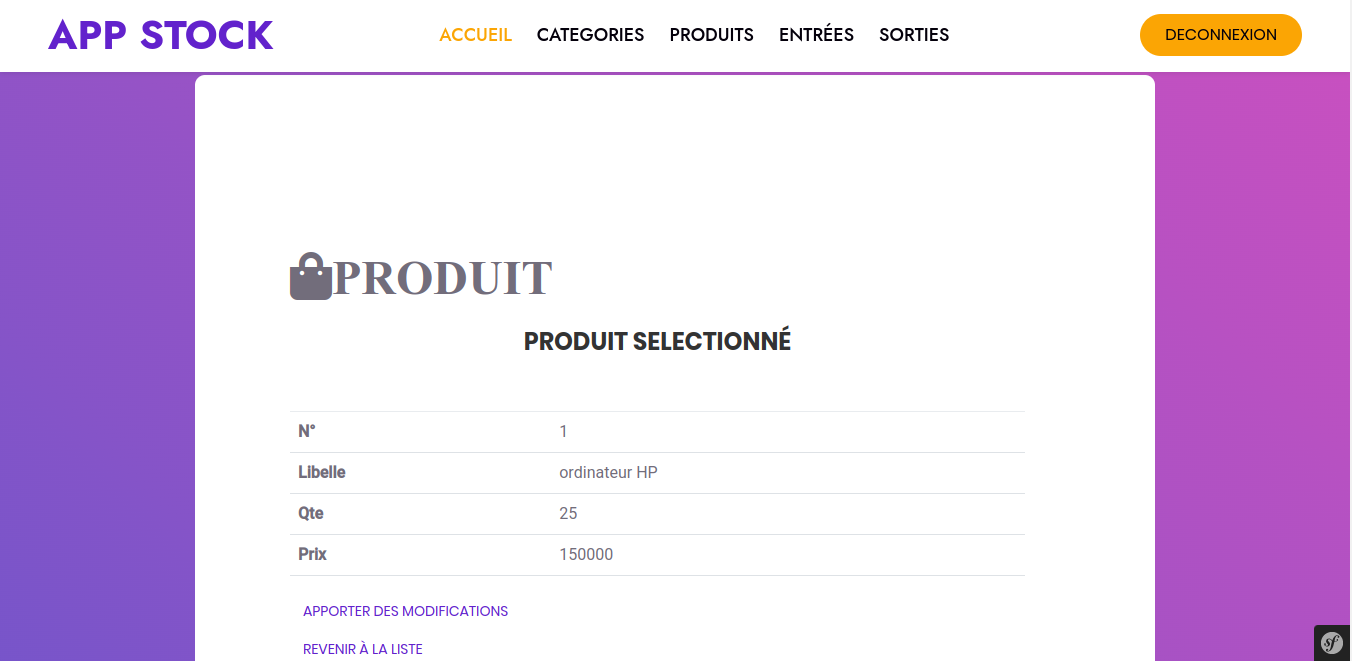 APP STOCK ACCUEIL CATEGORIES PRODUITS ENTRÉES SORTIES DECONNEXION
PRODUIT
PRODUIT SELECTIONNÉ
N° 1
Libelle ordinateur HP
Qte 25
Prix 150000
APPORTER DES MODIFICATIONS
REVENIR À LA LISTE
sf